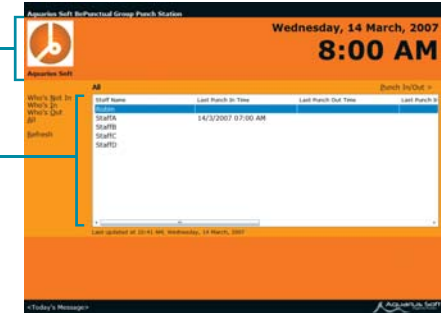 Aquarius Soft BePunctual Group Punch Station
Wednesday, 14 March, 2007
8:00 AM
Aquarius Soft
All
Punch In/Out >
Who's Not In
Who's In
Who's Out
All
Refresh
Staff Name Last Punch In Time Last Punch Out Time Last Punch In
StaffA 14/3/2007 07:00 AM
StaffB
StaffC
StaffD
Last updated at 10:41 AM, Wednesday, 14 March, 2007
<Today's Message>
Aquarius Soft